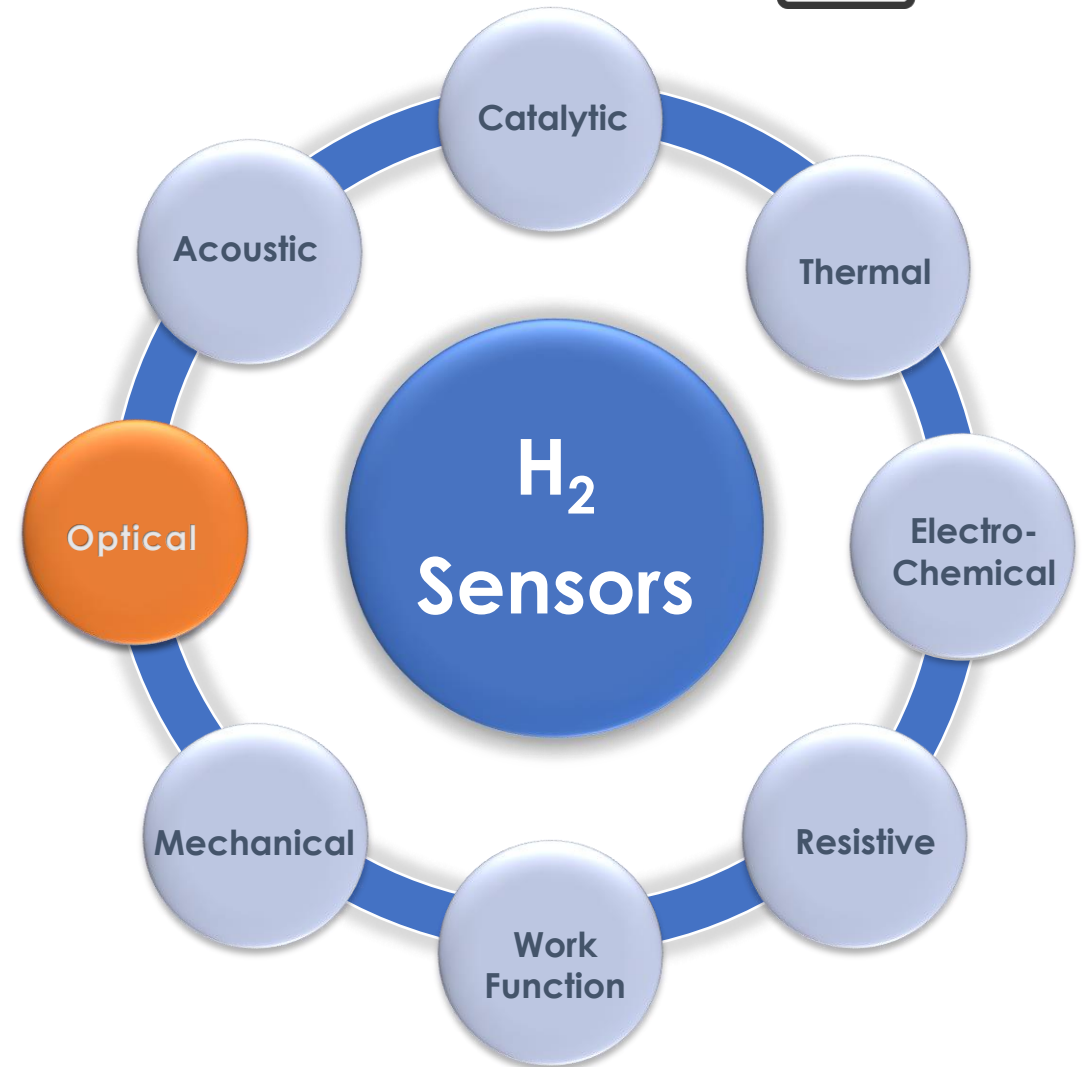 Catalytic
Acoustic
Thermal
H₂
Sensors
Optical
Electro-
Chemical
Mechanical
Resistive
Work
Function